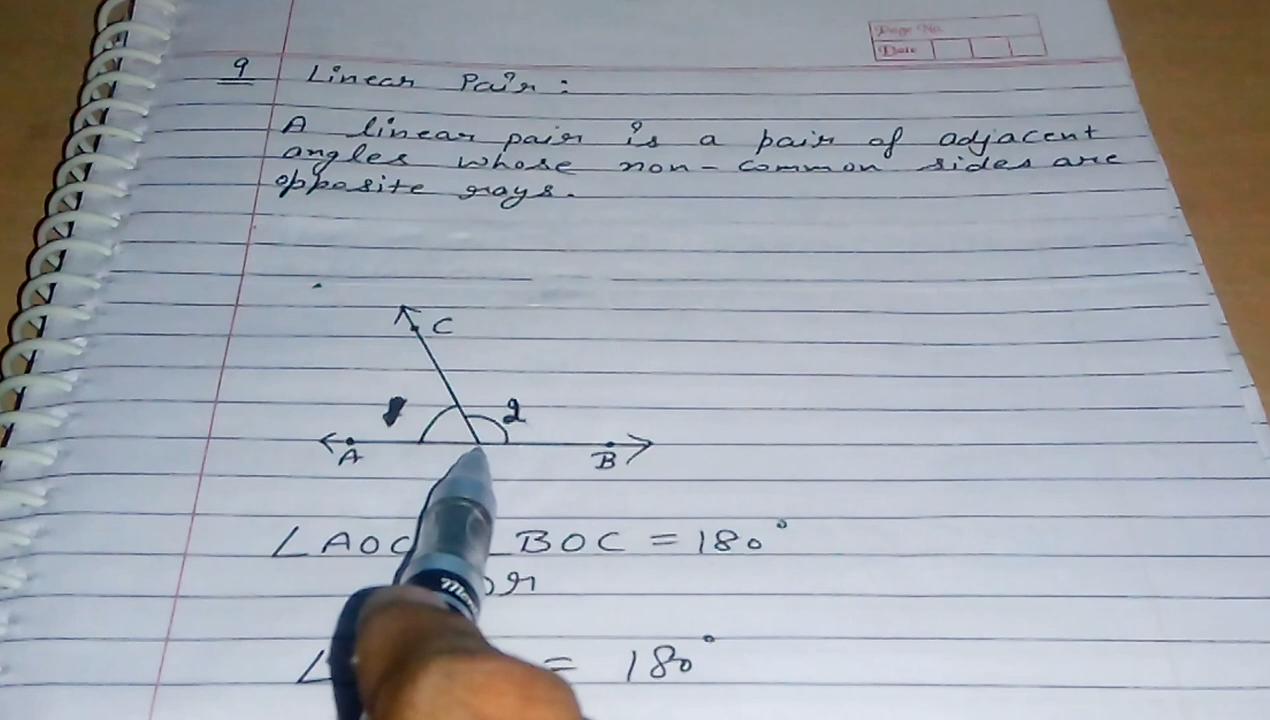 Page No.
Date
9 Linear Pair:
A linear pair is a pair of adjacent
angles whose non-common sides are
opposite rays.
C
2
A B
∠AOC ∠BOC = 180°
or
∠ = 180°